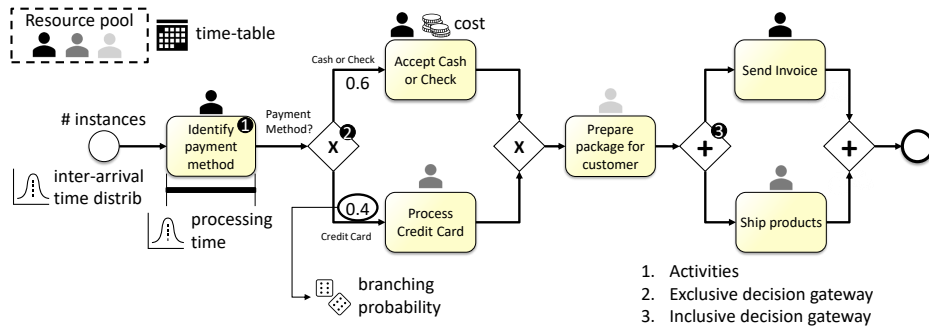 Resource pool
time-table
cost
Cash or Check
0.6
Accept Cash
or Check
Send Invoice
# instances
Identify
payment
method
1
Payment
Method?
2
X
X
Prepare
package for
customer
3
+
+
inter-arrival
time distrib
processing
time
0.4
Credit Card
Process
Credit Card
Ship products
branching
probability
1. Activities
2. Exclusive decision gateway
3. Inclusive decision gateway